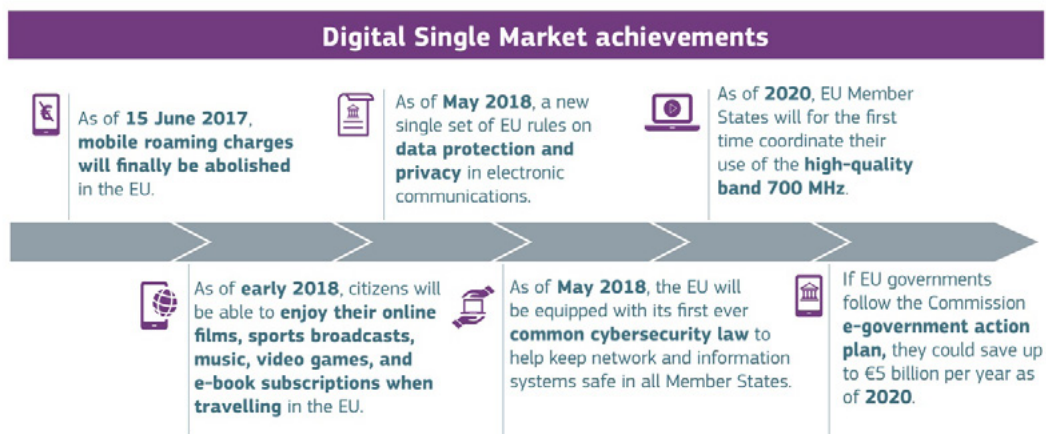 Digital Single Market achievements
As of 15 June 2017,
mobile roaming charges
will finally be abolished
in the EU.
As of May 2018, a new
single set of EU rules on
data protection and
privacy in electronic
communications.
As of 2020, EU Member
States will for the first
time coordinate their
use of the high-quality
band 700 MHz.
As of early 2018, citizens will
be able to enjoy their online
films, sports broadcasts,
music, video games, and
e-book subscriptions when
travelling in the EU.
As of May 2018, the EU will
be equipped with its first ever
common cybersecurity law to
help keep network and information
systems safe in all Member States.
If EU governments
follow the Commission
e-government action
plan, they could save up
to €5 billion per year as
of 2020.